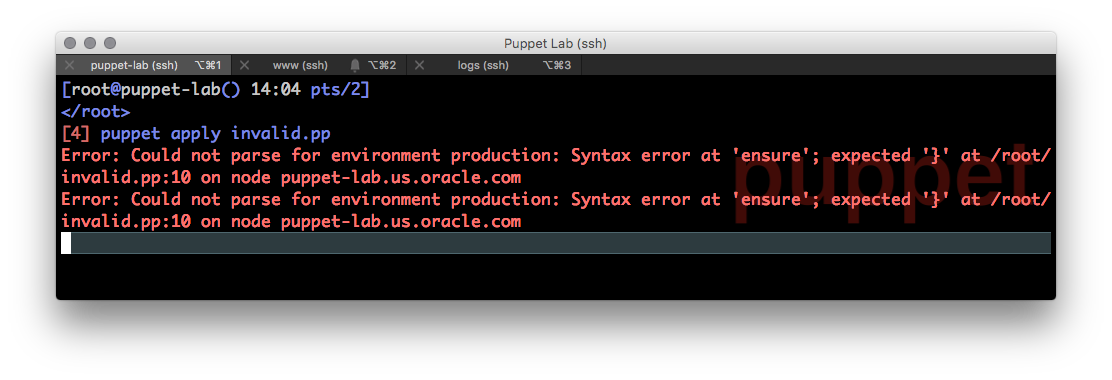 Puppet Lab (ssh)
puppet-lab (ssh) ⌥⌘1 www (ssh) ⌥⌘2 logs (ssh) ⌥⌘3
[root@puppet-lab() 14:04 pts/2]
</root>
[4] puppet apply invalid.pp
Error: Could not parse for environment production: Syntax error at 'ensure'; expected '}' at /root/
invalid.pp:10 on node puppet-lab.us.oracle.com
Error: Could not parse for environment production: Syntax error at 'ensure'; expected '}' at /root/
invalid.pp:10 on node puppet-lab.us.oracle.com
puppet